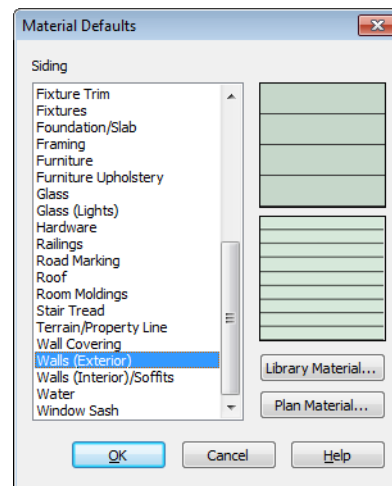 Material Defaults
Siding
Fixture Trim
Fixtures
Foundation/Slab
Framing
Furniture
Furniture Upholstery
Glass
Glass (Lights)
Hardware
Railings
Road Marking
Roof
Room Moldings
Stair Tread
Terrain/Property Line
Wall Covering
Walls (Exterior)
Walls (Interior)/Soffits
Water
Window Sash
Library Material...
Plan Material...
OK
Cancel
Help